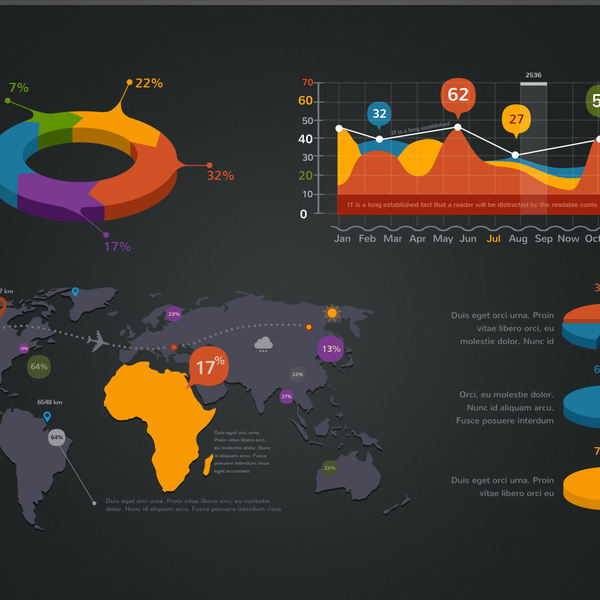 7%
22%
32%
17%
2536
70
60
50
40
30
20
10
0
32
62
27
5
IT is a long established
IT is a long established fact that a reader will be distracted by the readable conte
Jan Feb Mar Apr May Jun Jul Aug Sep Now Oct
7 km
23%
64%
17%
13%
23%
27%
23%
6548 km
64%
Duis eget orci urna.
Proin vitae libero orci,
eu molestie dolor. Nunc
id aliquam arcu. Fusce
posuere interdum risus
eget accumsan.
Duis eget orci urna. Proin vitae libero orci, eu molestie
dolor. Nunc id aliquam arcu. Fusce posuere interdum risus
3
Duis eget orci urna. Proin
vitae libero orci, eu
molestie dolor. Nunc id
6
Orci, eu molestie dolor.
Nunc id aliquam arcu.
Fusce posuere interdum
7
Duis eget orci urna. Proin
vitae libero orci eu